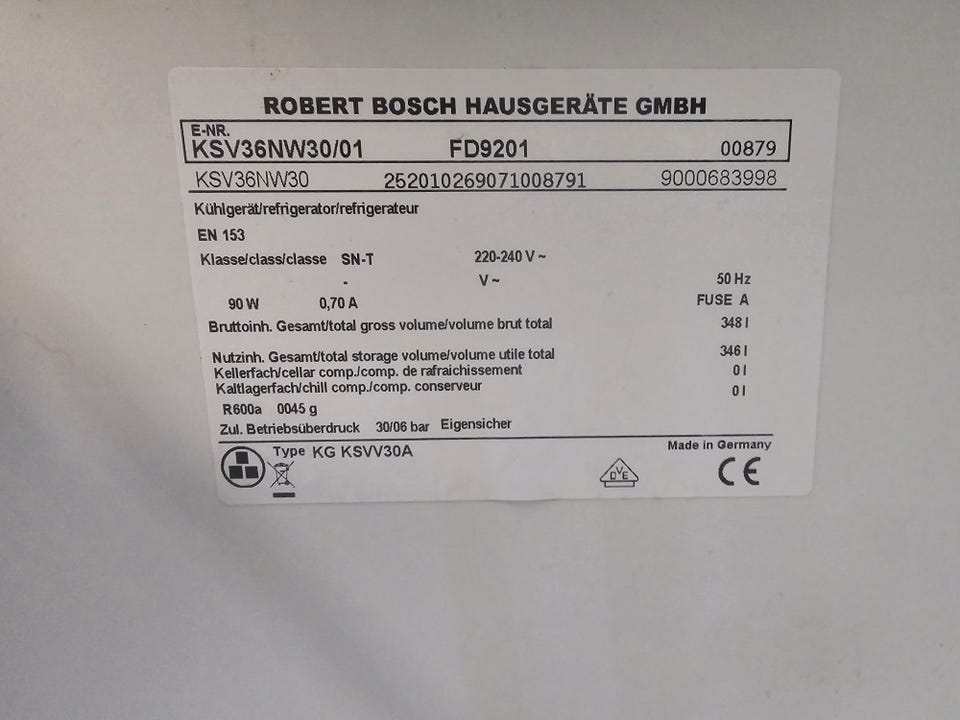 ROBERT BOSCH HAUSGERÄTE GMBH
E-NR.
KSV36NW30/01 FD9201 00879
KSV36NW30 252010269071008791 9000683998
Kühlgerät/refrigerator/refrigerateur
EN 153
Klasse/class/classe SN-T 220-240 V ~
- V ~ 50 Hz
90 W 0,70 A FUSE A
Bruttoinh. Gesamt/total gross volume/volume brut total 348 l
Nutzinh. Gesamt/total storage volume/volume utile total 346 l
Kellerfach/cellar comp./comp. de rafraichissement 0 l
Kaltlagerfach/chill comp./comp. conserveur 0 l
R600a 0045 g
Zul. Betriebsüberdruck 30/06 bar Eigensicher
Type KG KSVV30A Made in Germany
DVE CE